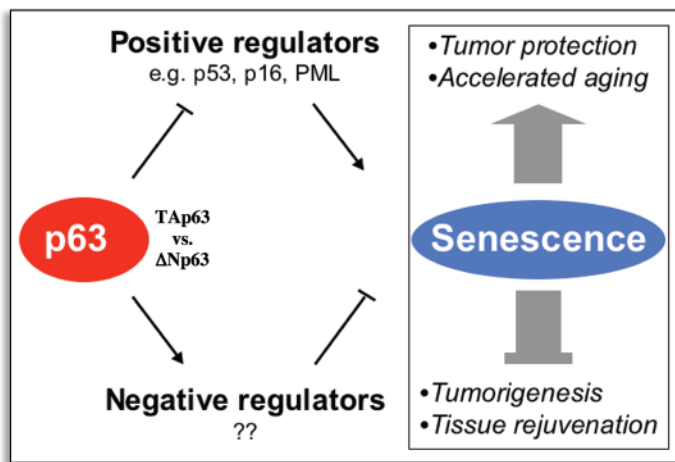 Positive regulators
e.g. p53, p16, PML
•Tumor protection
•Accelerated aging
p63
TAp63
vs.
ΔNp63
Senescence
Negative regulators
??
•Tumorigenesis
•Tissue rejuvenation